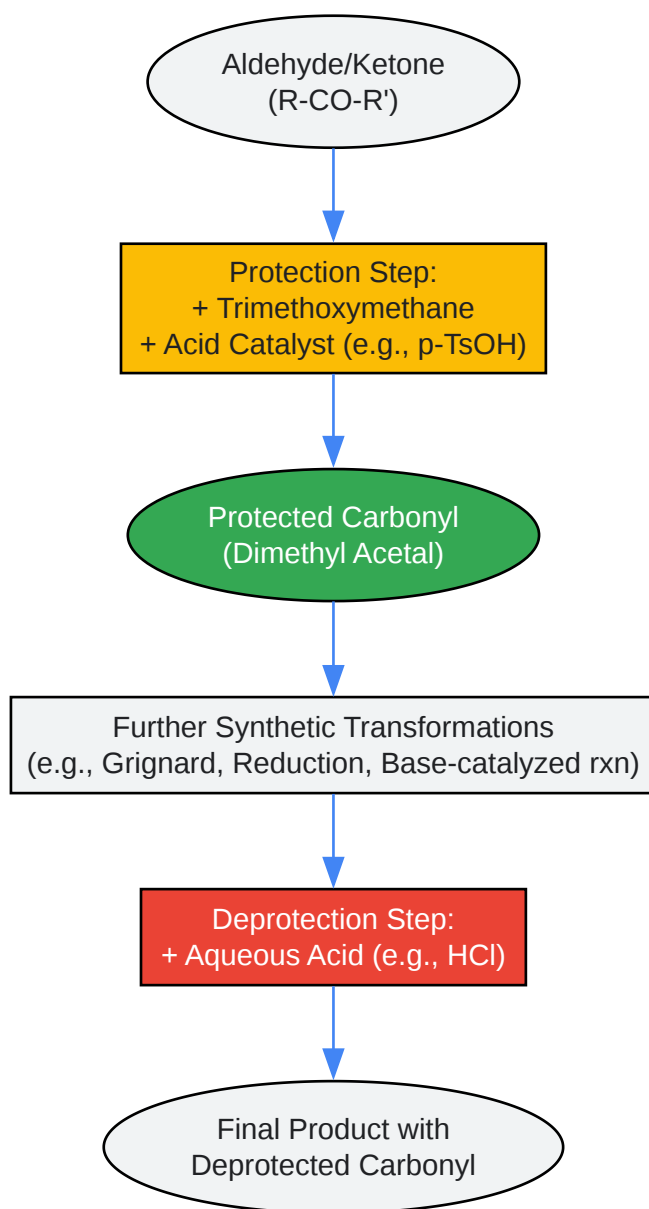 Aldehyde/Ketone
(R-CO-R')
Protection Step:
+ Trimethoxymethane
+ Acid Catalyst (e.g., p-TsOH)
Protected Carbonyl
(Dimethyl Acetal)
Further Synthetic Transformations
(e.g., Grignard, Reduction, Base-catalyzed rxn)
Deprotection Step:
+ Aqueous Acid (e.g., HCl)
Final Product with
Deprotected Carbonyl